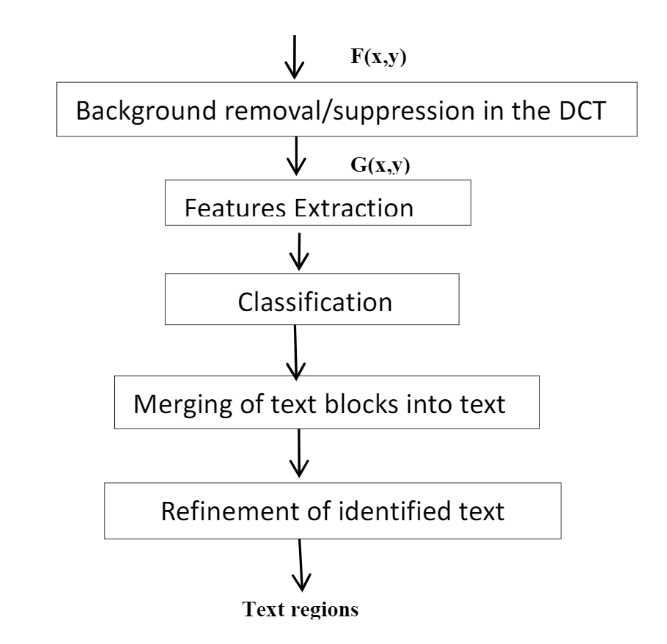 F(x,y)
Background removal/suppression in the DCT
G(x,y)
Features Extraction
Classification
Merging of text blocks into text
Refinement of identified text
Text regions